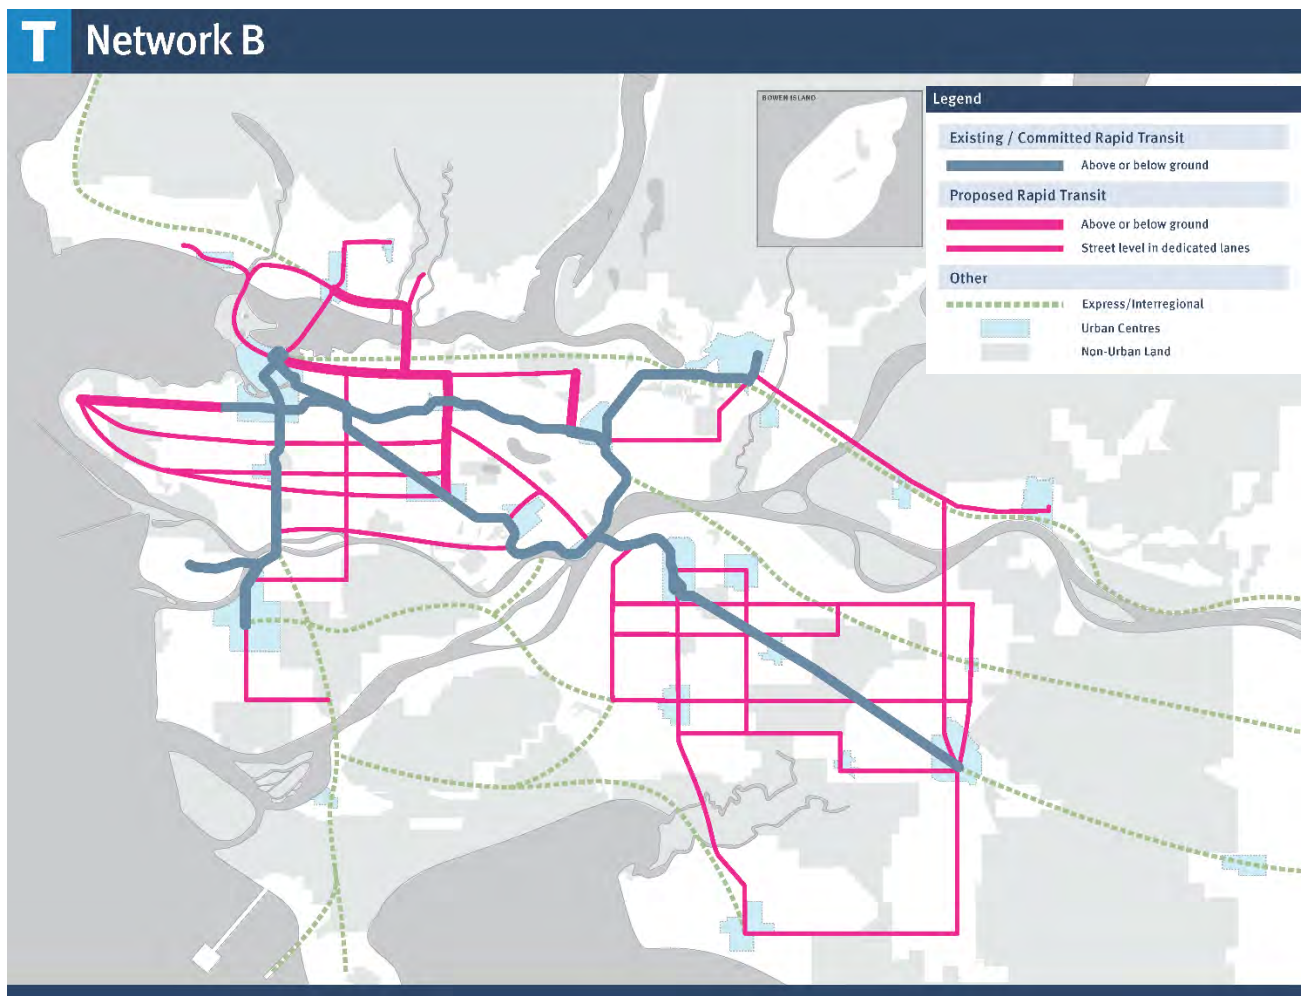 T Network B
BOWEN ISLAND
Legend
Existing / Committed Rapid Transit
Above or below ground
Proposed Rapid Transit
Above or below ground
Street level in dedicated lanes
Other
Express/Interregional
Urban Centres
Non-Urban Land